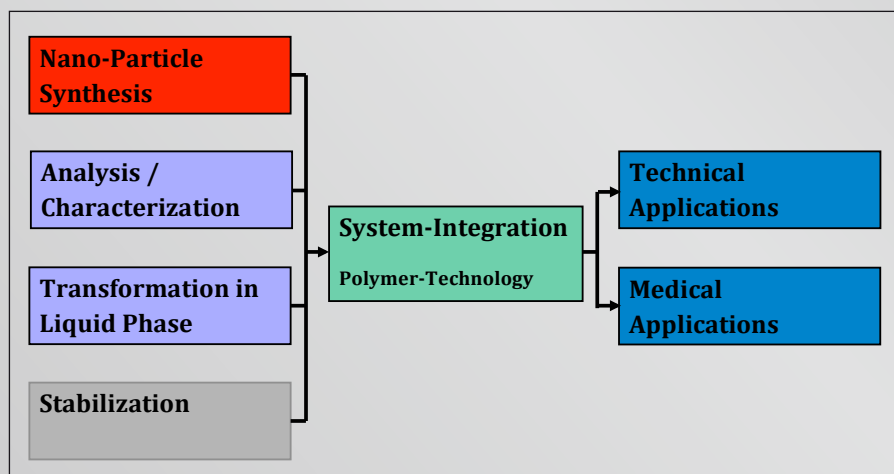 Nano-Particle
Synthesis
Analysis /
Characterization
Transformation in
Liquid Phase
Stabilization
System-Integration
Polymer-Technology
Technical
Applications
Medical
Applications